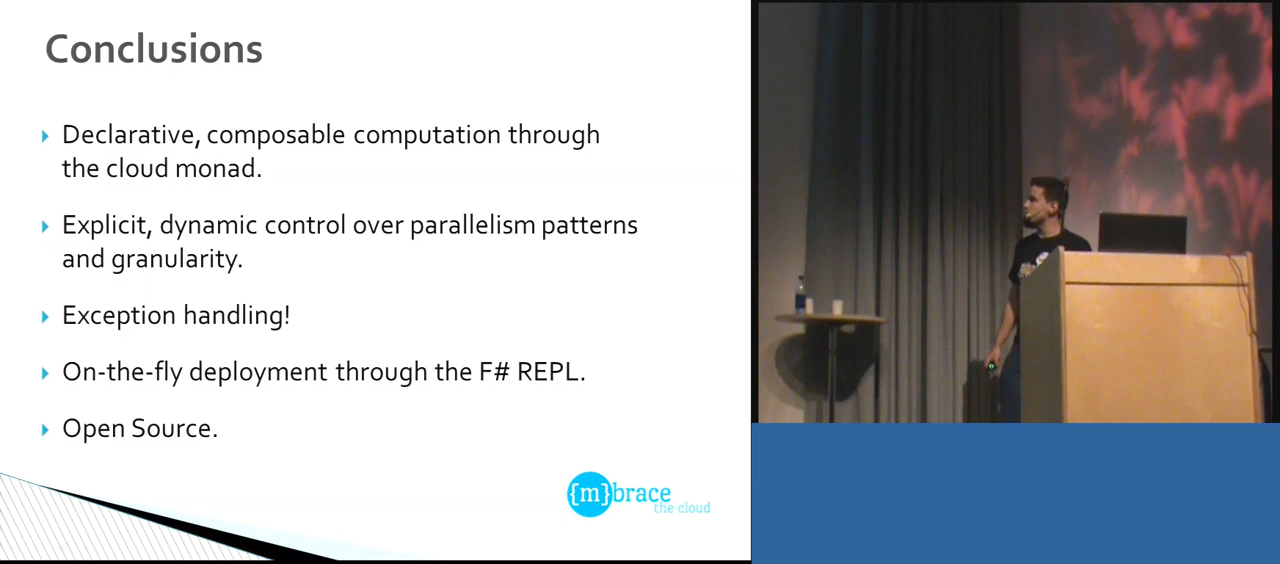 Conclusions
Declarative, composable computation through
the cloud monad.
Explicit, dynamic control over parallelism patterns
and granularity.
Exception handling!
On-the-fly deployment through the F# REPL.
Open Source.
{m}brace
the cloud